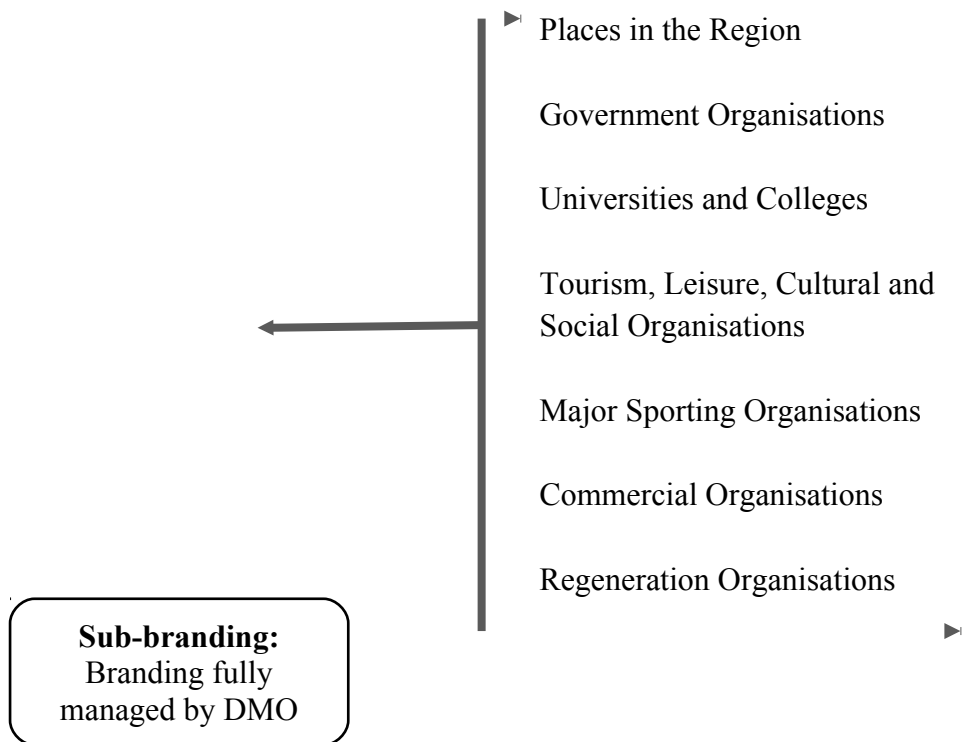 Places in the Region
Government Organisations
Universities and Colleges
Tourism, Leisure, Cultural and
Social Organisations
Major Sporting Organisations
Commercial Organisations
Regeneration Organisations
Sub-branding:
Branding fully
managed by DMO